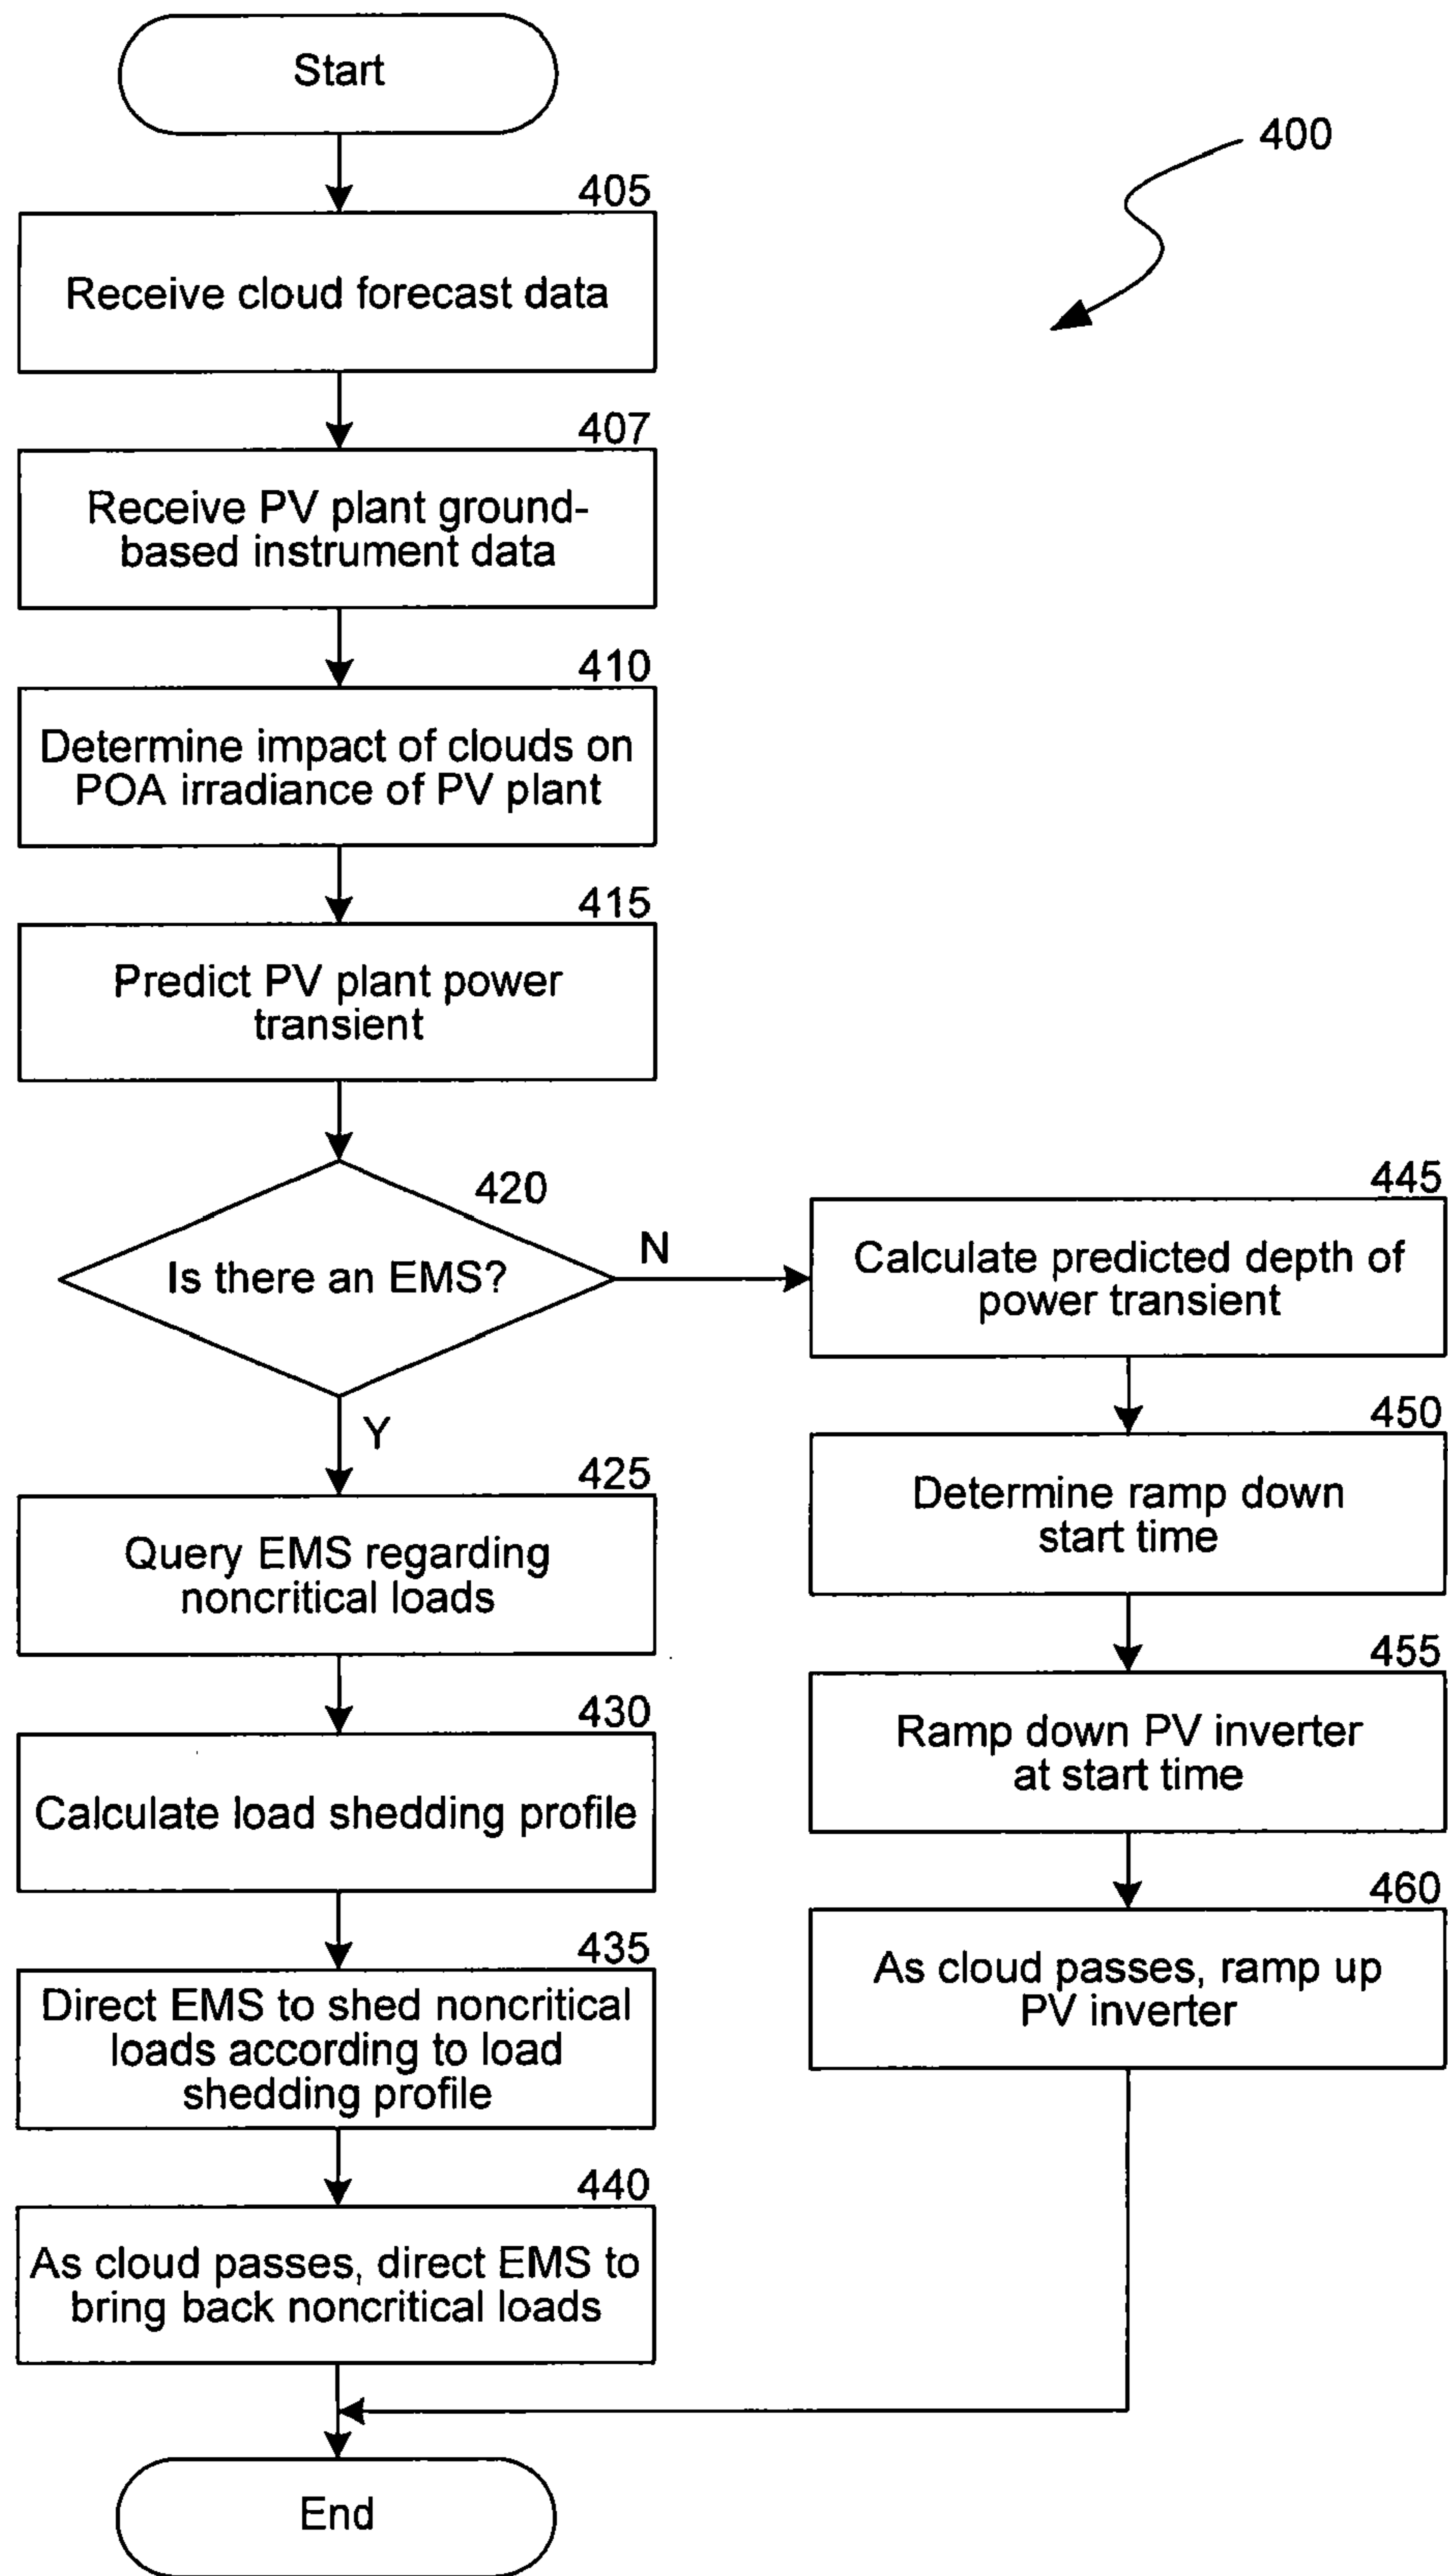 Start
400
405
Receive cloud forecast data
407
Receive PV plant ground-
based instrument data
410
Determine impact of clouds on
POA irradiance of PV plant
415
Predict PV plant power
transient
420
Is there an EMS?
N
Y
445
Calculate predicted depth of
power transient
450
Determine ramp down
start time
455
Ramp down PV inverter
at start time
460
As cloud passes, ramp up
PV inverter
425
Query EMS regarding
noncritical loads
430
Calculate load shedding profile
435
Direct EMS to shed noncritical
loads according to load
shedding profile
440
As cloud passes, direct EMS to
bring back noncritical loads
End